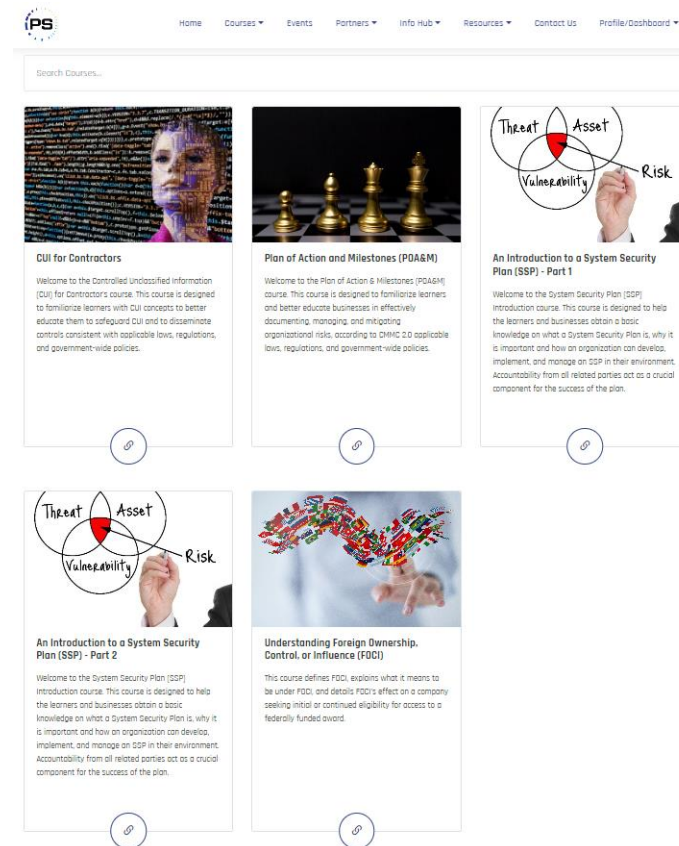 iPS
Home Courses Events Partners Info Hub Resources Contact Us Profile/Dashboard
Search Courses...
CUI for Contractors
Welcome to the Controlled Unclassified Information
(CUI) for Contractor's course. This course is designed
to familiarize learners with CUI concepts to better
educate them to safeguard CUI and to disseminate
controls consistent with applicable laws, regulations,
and government-wide policies.
Plan of Action and Milestones (POA&M)
Welcome to the Plan of Action & Milestones (POA&M)
course. This course is designed to familiarize learners
and better educate businesses in effectively
documenting, managing, and mitigating
organizational risks, according to CMMC 2.0 applicable
laws, regulations, and government-wide policies.
Threat
Asset
Vulnerability
Risk
An Introduction to a System Security
Plan (SSP) - Part 1
Welcome to the System Security Plan (SSP)
Introduction course. This course is designed to help
the learners and businesses obtain a basic
knowledge on what a System Security Plan is, why it
is important and how an organization can develop,
implement, and manage an SSP in their environment.
Accountability from all related parties act as a crucial
component for the success of the plan.
Threat
Asset
Vulnerability
Risk
An Introduction to a System Security
Plan (SSP) - Part 2
Welcome to the System Security Plan (SSP)
Introduction course. This course is designed to help
the learners and businesses obtain a basic
knowledge on what a System Security Plan is, why it
is important and how an organization can develop,
implement, and manage an SSP in their environment.
Accountability from all related parties act as a crucial
component for the success of the plan.
Understanding Foreign Ownership,
Control, or Influence (FOCI)
This course defines FOCI, explains what it means to
be under FOCI, and details FOCI's effect on a company
seeking initial or continued eligibility for access to a
federally funded award.